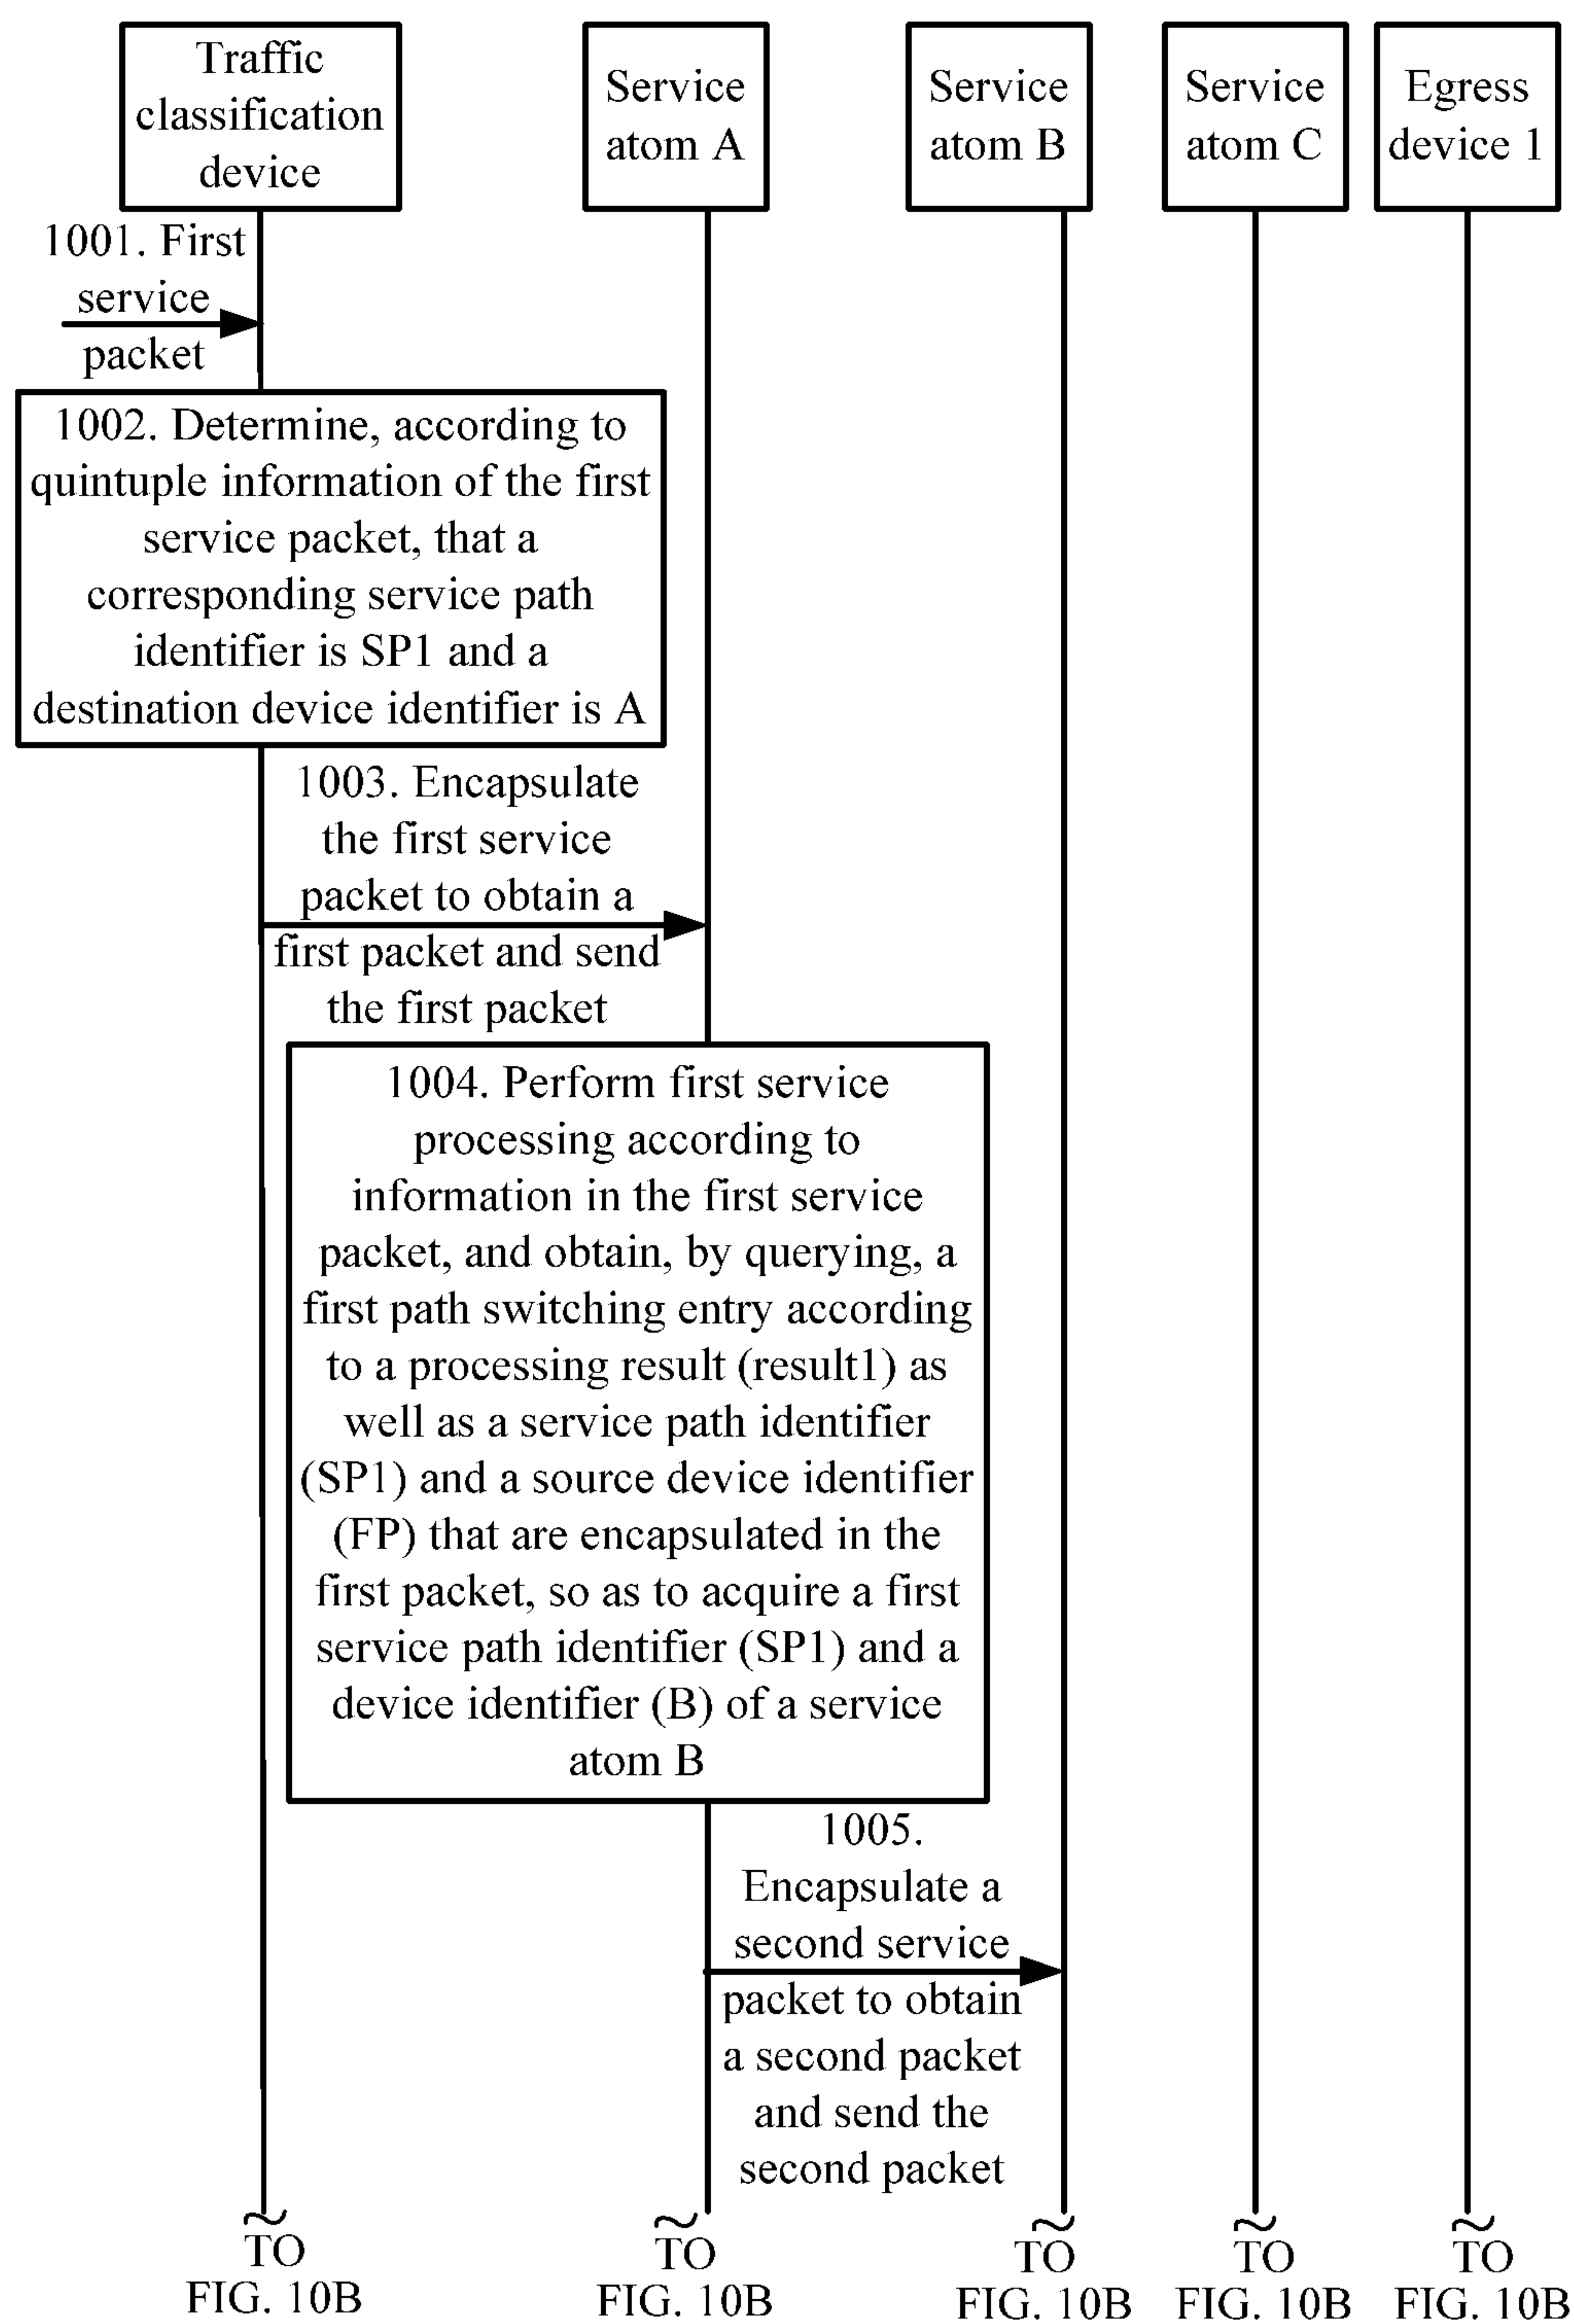 Traffic
classification
device
Service
atom A
Service
atom B
Service
atom C
Egress
device 1
1001. First
service
packet
1002. Determine, according to
quintuple information of the first
service packet, that a
corresponding service path
identifier is SP1 and a
destination device identifier is A
1003. Encapsulate
the first service
packet to obtain a
first packet and send
the first packet
1004. Perform first service
processing according to
information in the first service
packet, and obtain, by querying, a
first path switching entry according
to a processing result (result1) as
well as a service path identifier
(SP1) and a source device identifier
(FP) that are encapsulated in the
first packet, so as to acquire a first
service path identifier (SP1) and a
device identifier (B) of a service
atom B
1005.
Encapsulate a
second service
packet to obtain
a second packet
and send the
second packet
TO
FIG. 10B
TO
FIG. 10B
TO
FIG. 10B
TO
FIG. 10B
TO
FIG. 10B